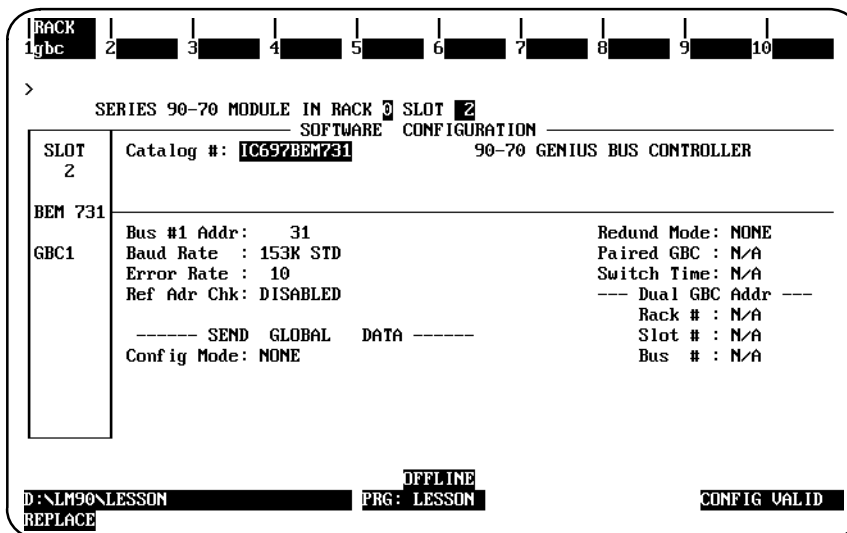 RACK
1gbc 2 3 4 5 6 7 8 9 10
>
SERIES 90-70 MODULE IN RACK 0 SLOT 2
SOFTWARE CONFIGURATION
SLOT Catalog #: IC697BEM731 90-70 GENIUS BUS CONTROLLER
2
BEM 731
Bus #1 Addr: 31 Redund Mode: NONE
GBC1 Baud Rate : 153K STD Paired GBC : N/A
Error Rate : 10 Switch Time: N/A
Ref Adr Chk: DISABLED --- Dual GBC Addr ---
Rack # : N/A
------ SEND GLOBAL DATA ------ Slot # : N/A
Config Mode: NONE Bus # : N/A
OFFLINE
D:\LM90\LESSON PRG: LESSON CONFIG VALID
REPLACE